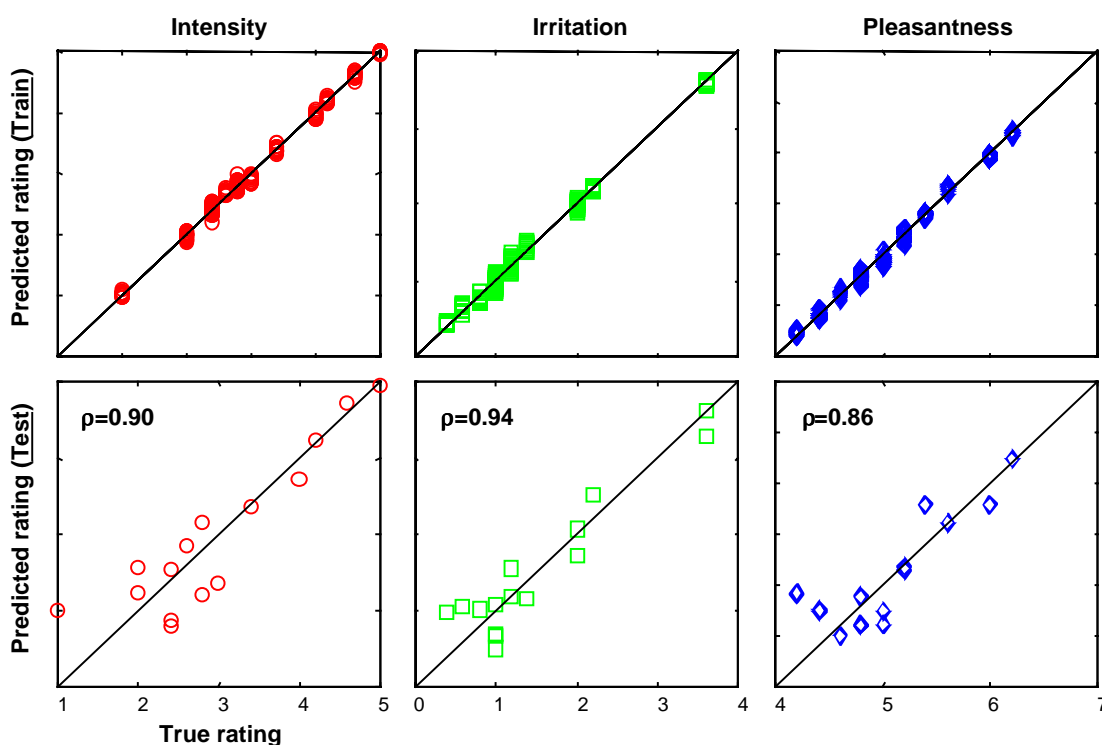 Intensity
Irritation
Pleasantness
Predicted rating (Train)
Predicted rating (Test)
ρ=0.90
ρ=0.94
ρ=0.86
1 2 3 4 5
0 1 2 3 4
4 5 6 7
True rating